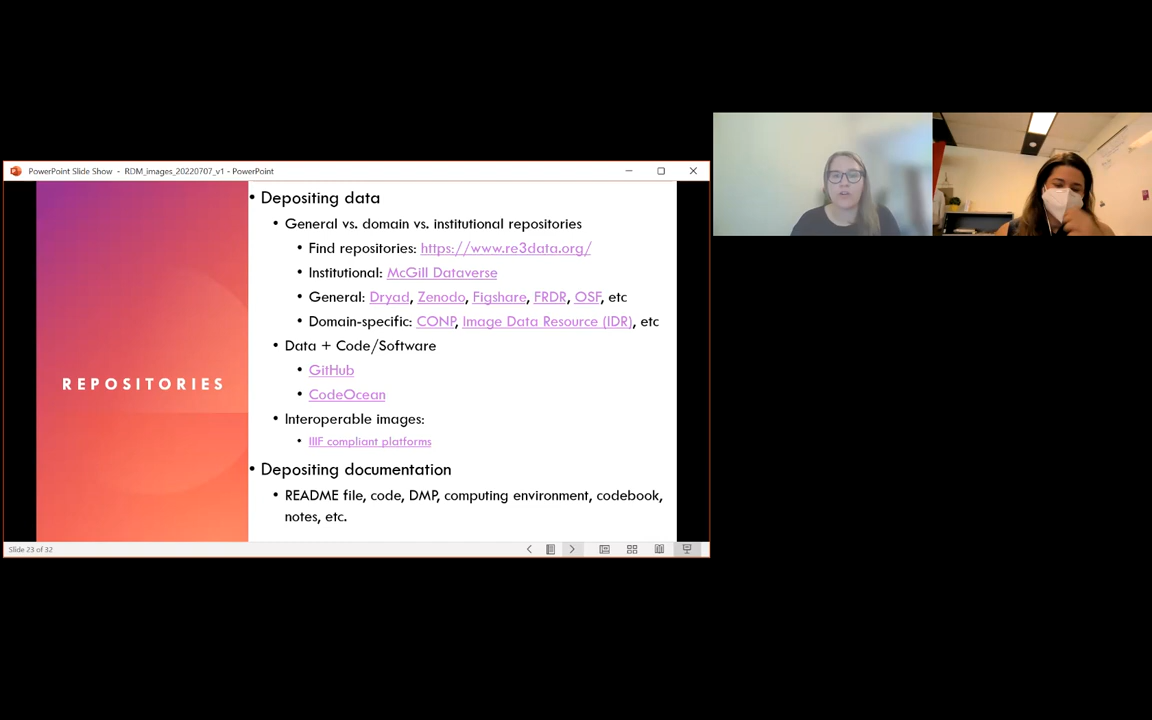 PowerPoint Slide Show - RDM_images_20220707_v1 - PowerPoint
REPOSITORIES
• Depositing data
• General vs. domain vs. institutional repositories
• Find repositories: https://www.re3data.org/
• Institutional: McGill Dataverse
• General: Dryad, Zenodo, Figshare, FRDR, OSF, etc
• Domain-specific: CONP, Image Data Resource (IDR), etc
• Data + Code/Software
• GitHub
• CodeOcean
• Interoperable images:
• IIIF compliant platforms
• Depositing documentation
• README file, code, DMP, computing environment, codebook,
notes, etc.
Slide 23 of 32